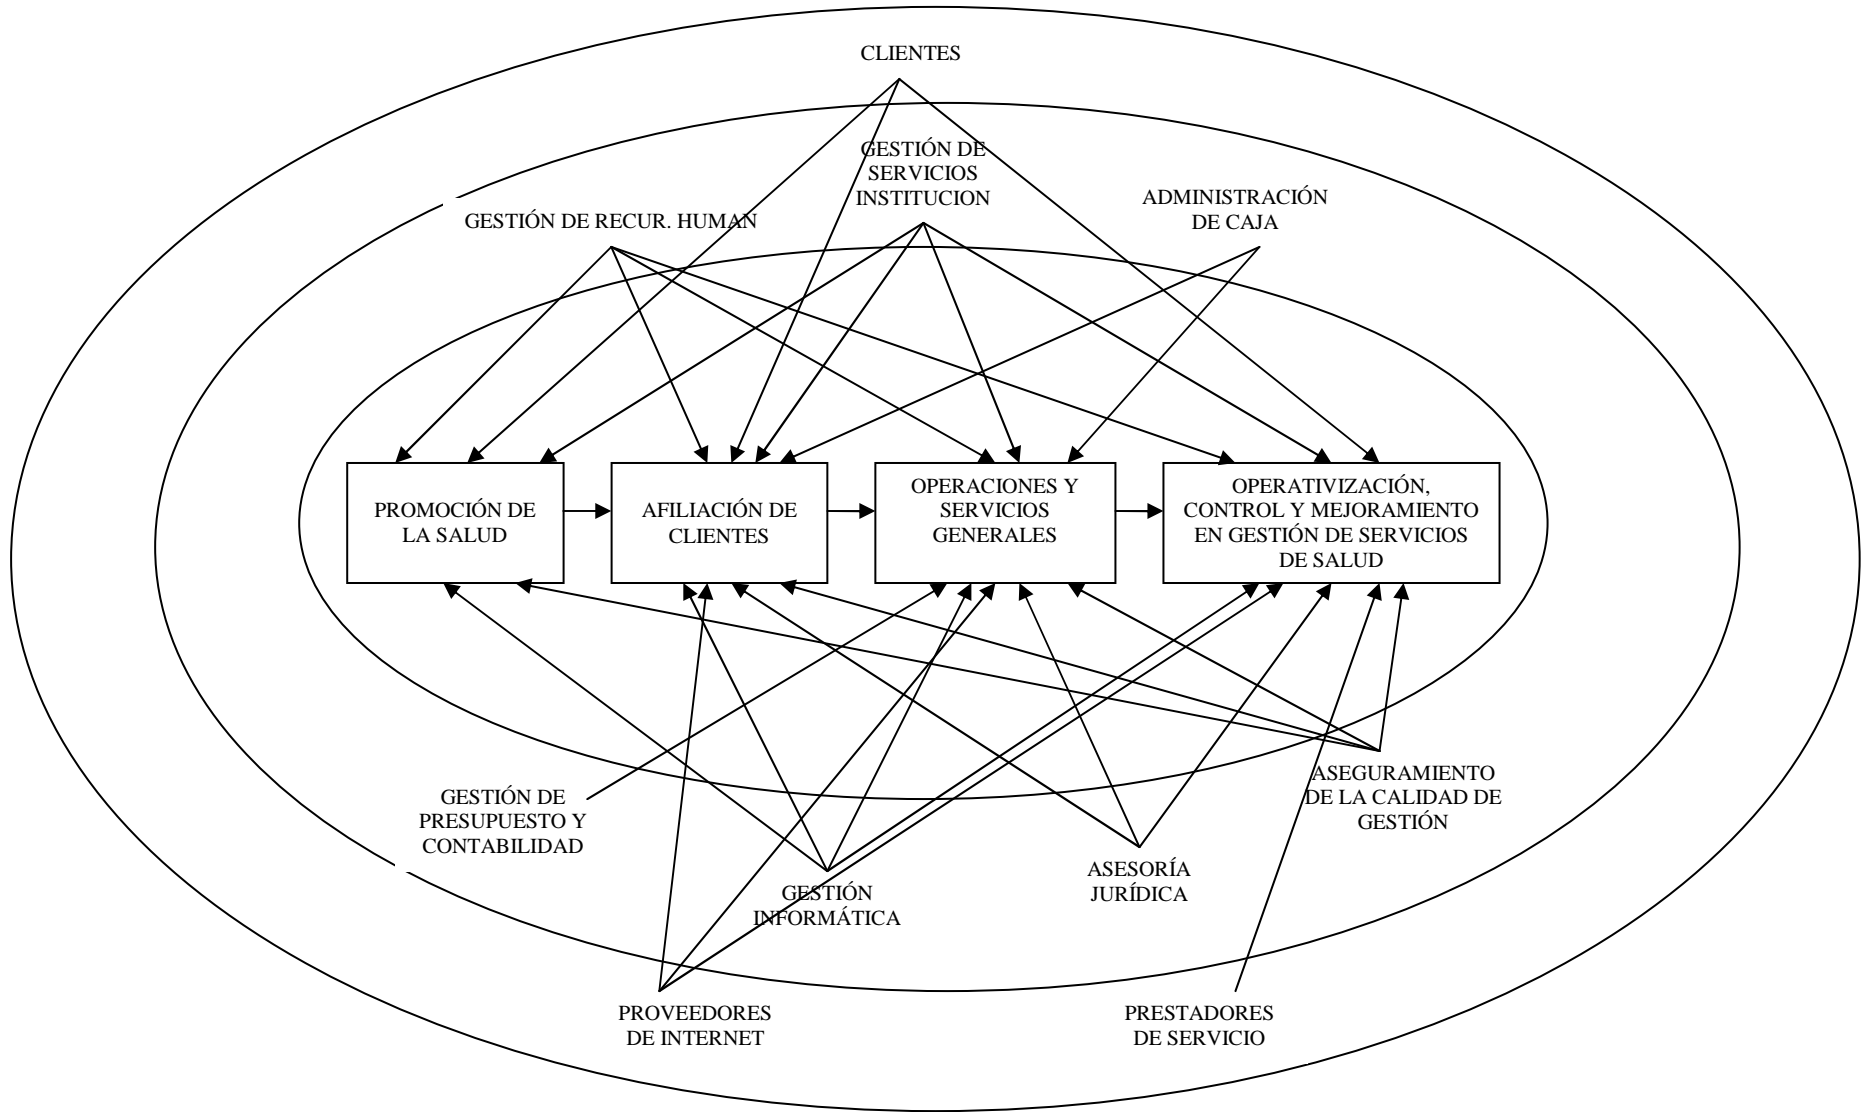 CLIENTES
GESTIÓN DE
SERVICIOS
INSTITUCION
ADMINISTRACIÓN
DE CAJA
GESTIÓN DE RECUR. HUMAN
PROMOCIÓN DE
LA SALUD
AFILIACIÓN DE
CLIENTES
OPERACIONES Y
SERVICIOS
GENERALES
OPERATIVIZACIÓN,
CONTROL Y MEJORAMIENTO
EN GESTIÓN DE SERVICIOS
DE SALUD
GESTIÓN DE
PRESUPUESTO Y
CONTABILIDAD
GESTIÓN
INFORMÁTICA
ASESORÍA
JURÍDICA
ASEGURAMIENTO
DE LA CALIDAD DE
GESTIÓN
PROVEEDORES
DE INTERNET
PRESTADORES
DE SERVICIO